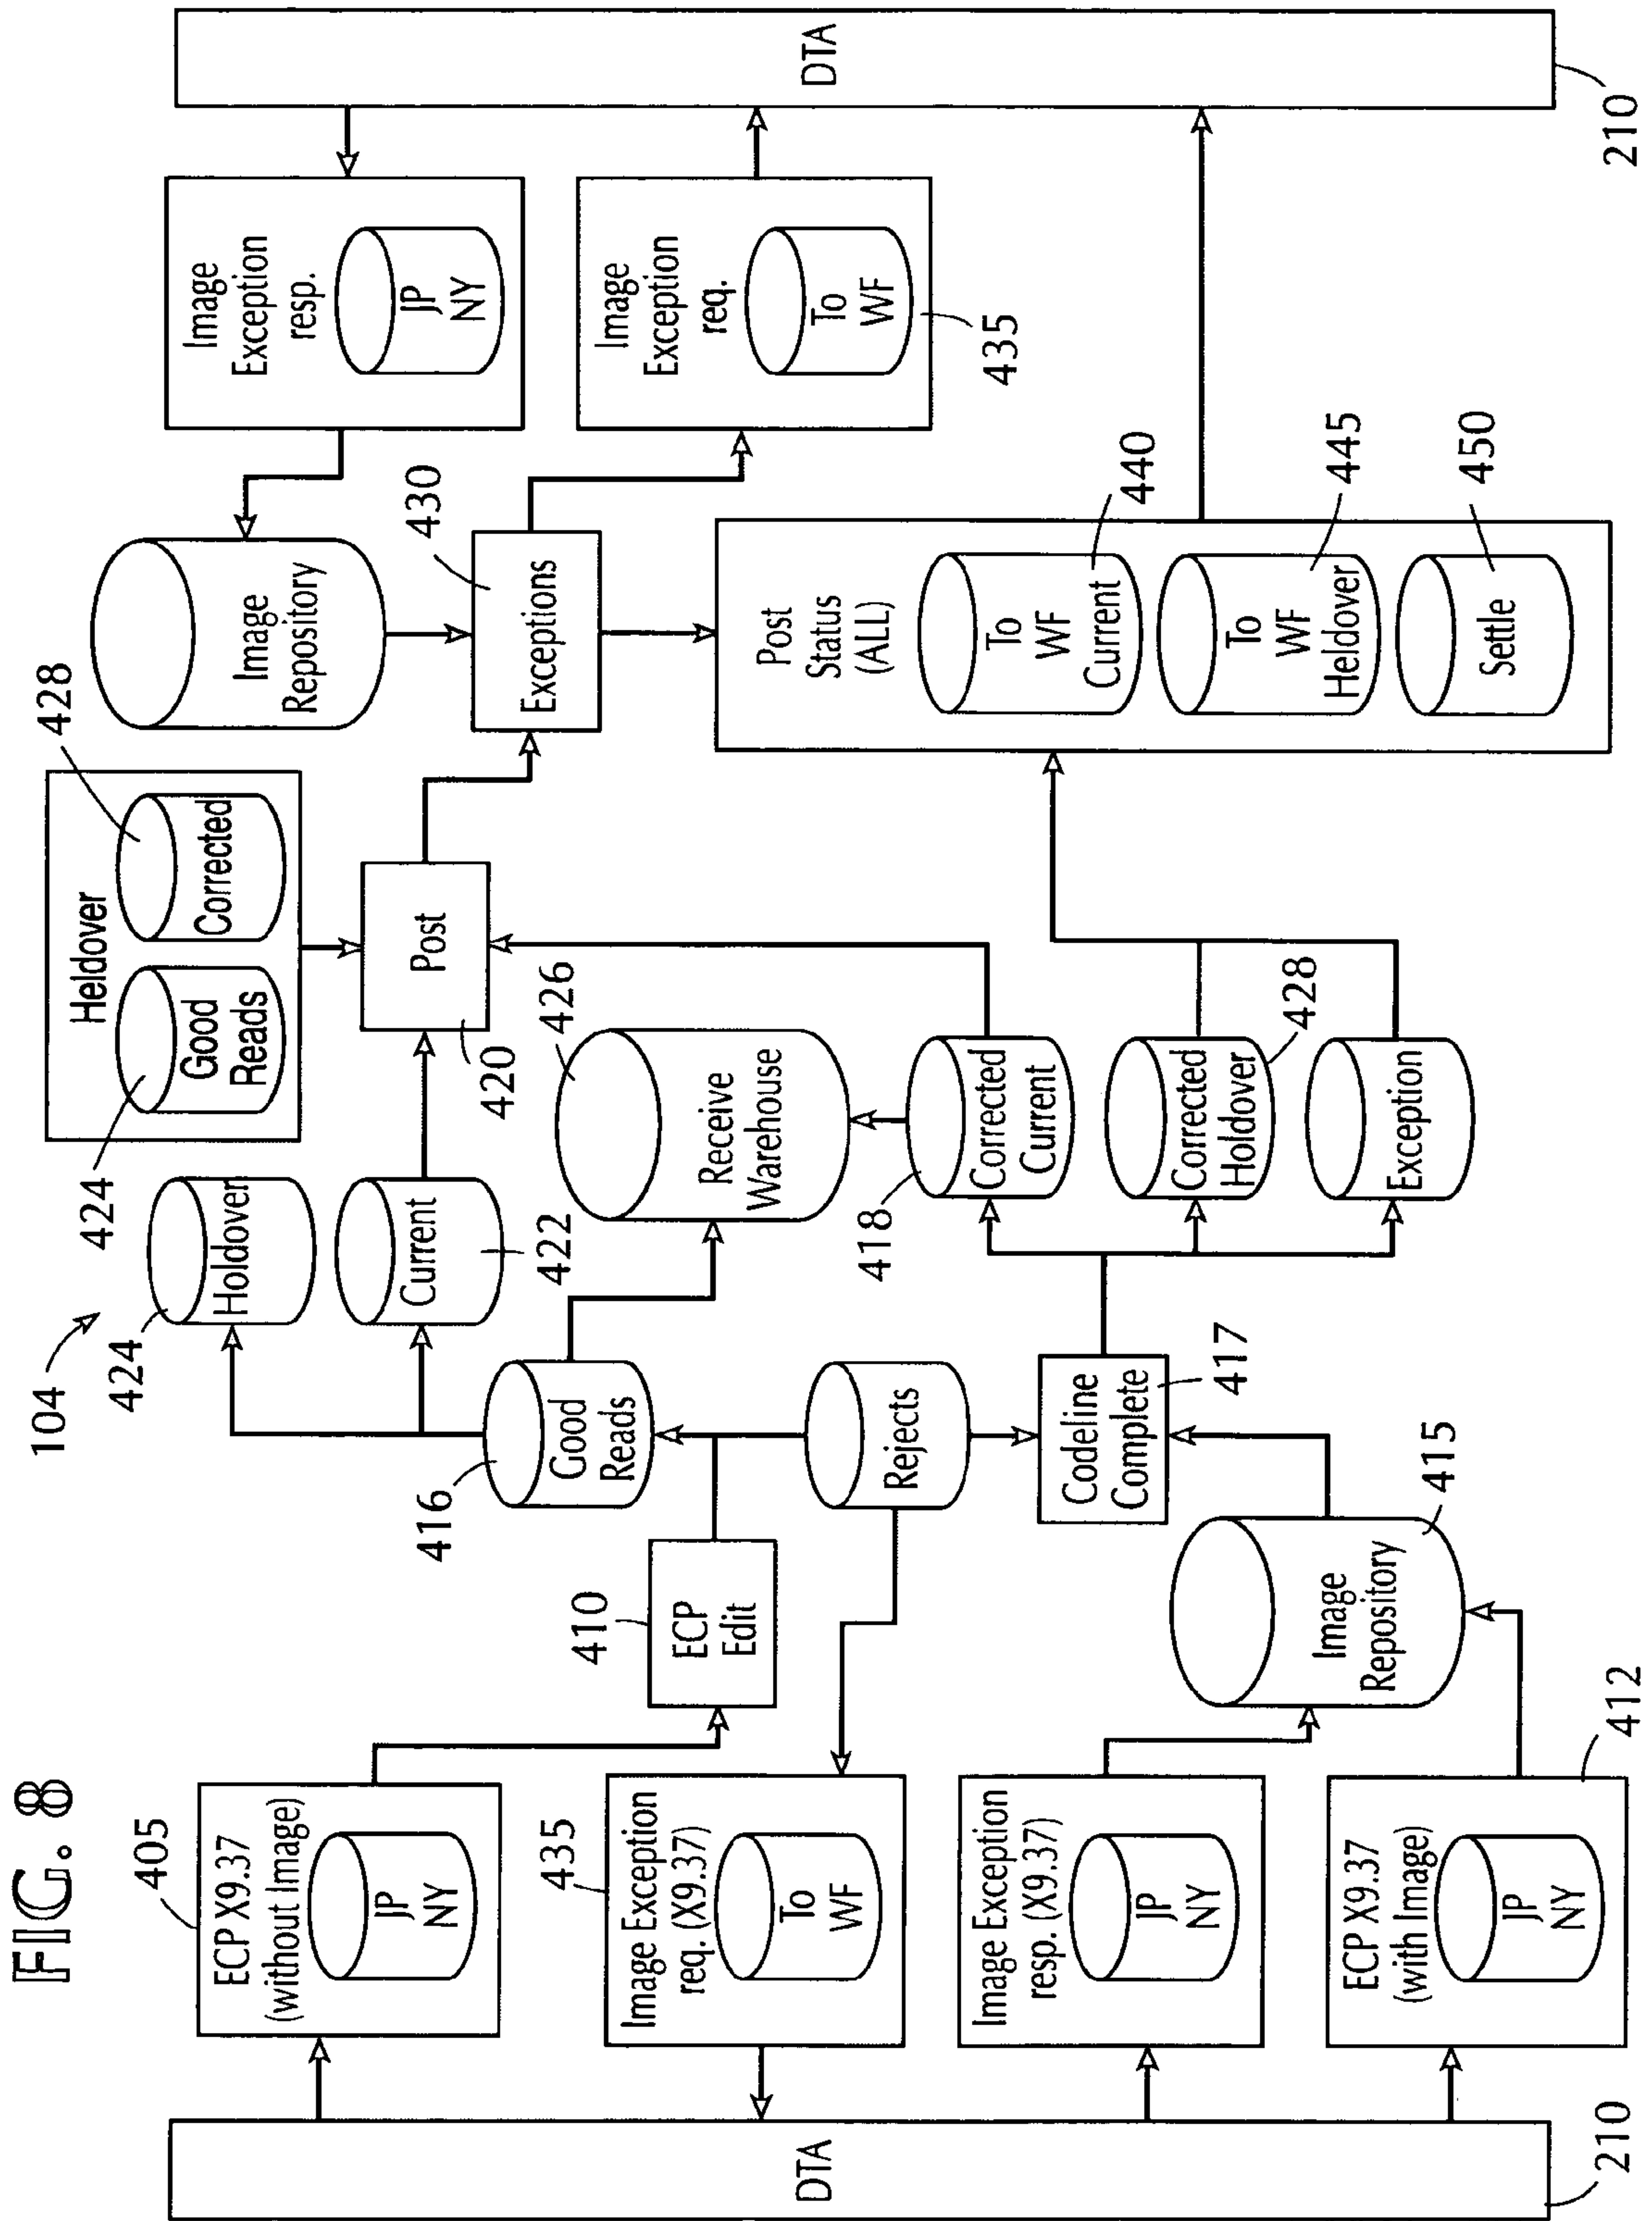 FIG. 8
104
DTA
210
405
ECP X9.37
(without Image)
JP
NY
435
Image Exception
req. (X9.37)
To
WF
Image Exception
resp. (X9.37)
JP
NY
ECP X9.37
(with Image)
JP
NY
412
410
ECP
Edit
Image
Repository
415
416
Good
Reads
Rejects
Codeline
Complete
417
424
Holdover
Current
422
426
Receive
Warehouse
418
Corrected
Current
Corrected
Holdover
428
Exception
Heldover
424
Good
Reads
428
Corrected
Post
420
Image
Repository
430
Exceptions
Post
Status
(ALL)
To
WF
Current
440
To
WF
Heldover
445
Settle
450
Image
Exception
resp.
JP
NY
Image
Exception
req.
To
WF
435
DTA
210